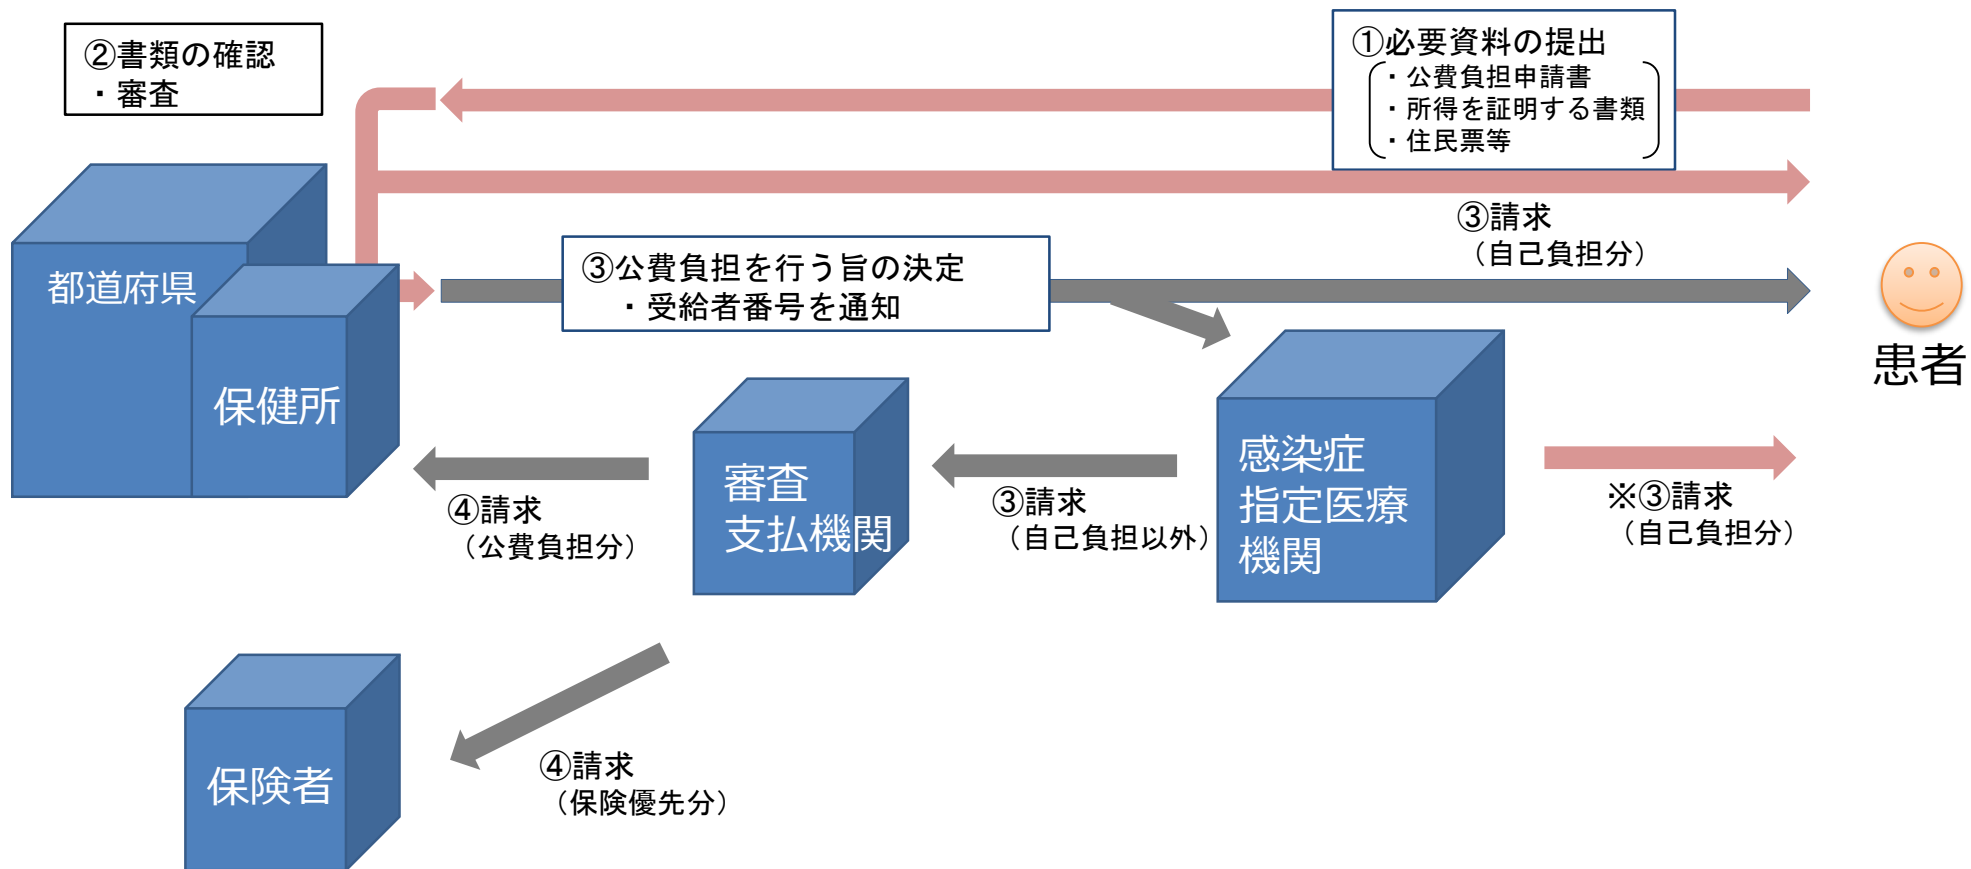 ②書類の確認
・審査
①必要資料の提出
・公費負担申請書
・所得を証明する書類
・住民票等
③請求
（自己負担分）
都道府県
③公費負担を行う旨の決定
・受給者番号を通知
患者
保健所
感染症
指定医療
機関
審査
支払機関
④請求
（公費負担分）
③請求
（自己負担以外）
※③請求
（自己負担分）
保険者
④請求
（保険優先分）